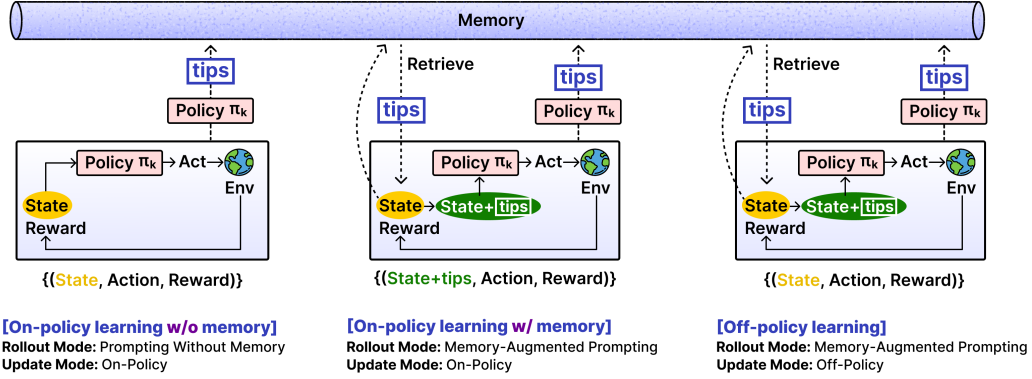 Memory
tips
Policy πk
Policy πk
Act
Env
State
Reward
{(State, Action, Reward)}
[On-policy learning w/o memory]
Rollout Mode: Prompting Without Memory
Update Mode: On-Policy
Retrieve
tips
tips
Policy πk
Policy πk
Act
Env
State
State+tips
Reward
{(State+tips, Action, Reward)}
[On-policy learning w/ memory]
Rollout Mode: Memory-Augmented Prompting
Update Mode: On-Policy
Retrieve
tips
tips
Policy πk
Policy πk
Act
Env
State
State+tips
Reward
{(State, Action, Reward)}
[Off-policy learning]
Rollout Mode: Memory-Augmented Prompting
Update Mode: Off-Policy